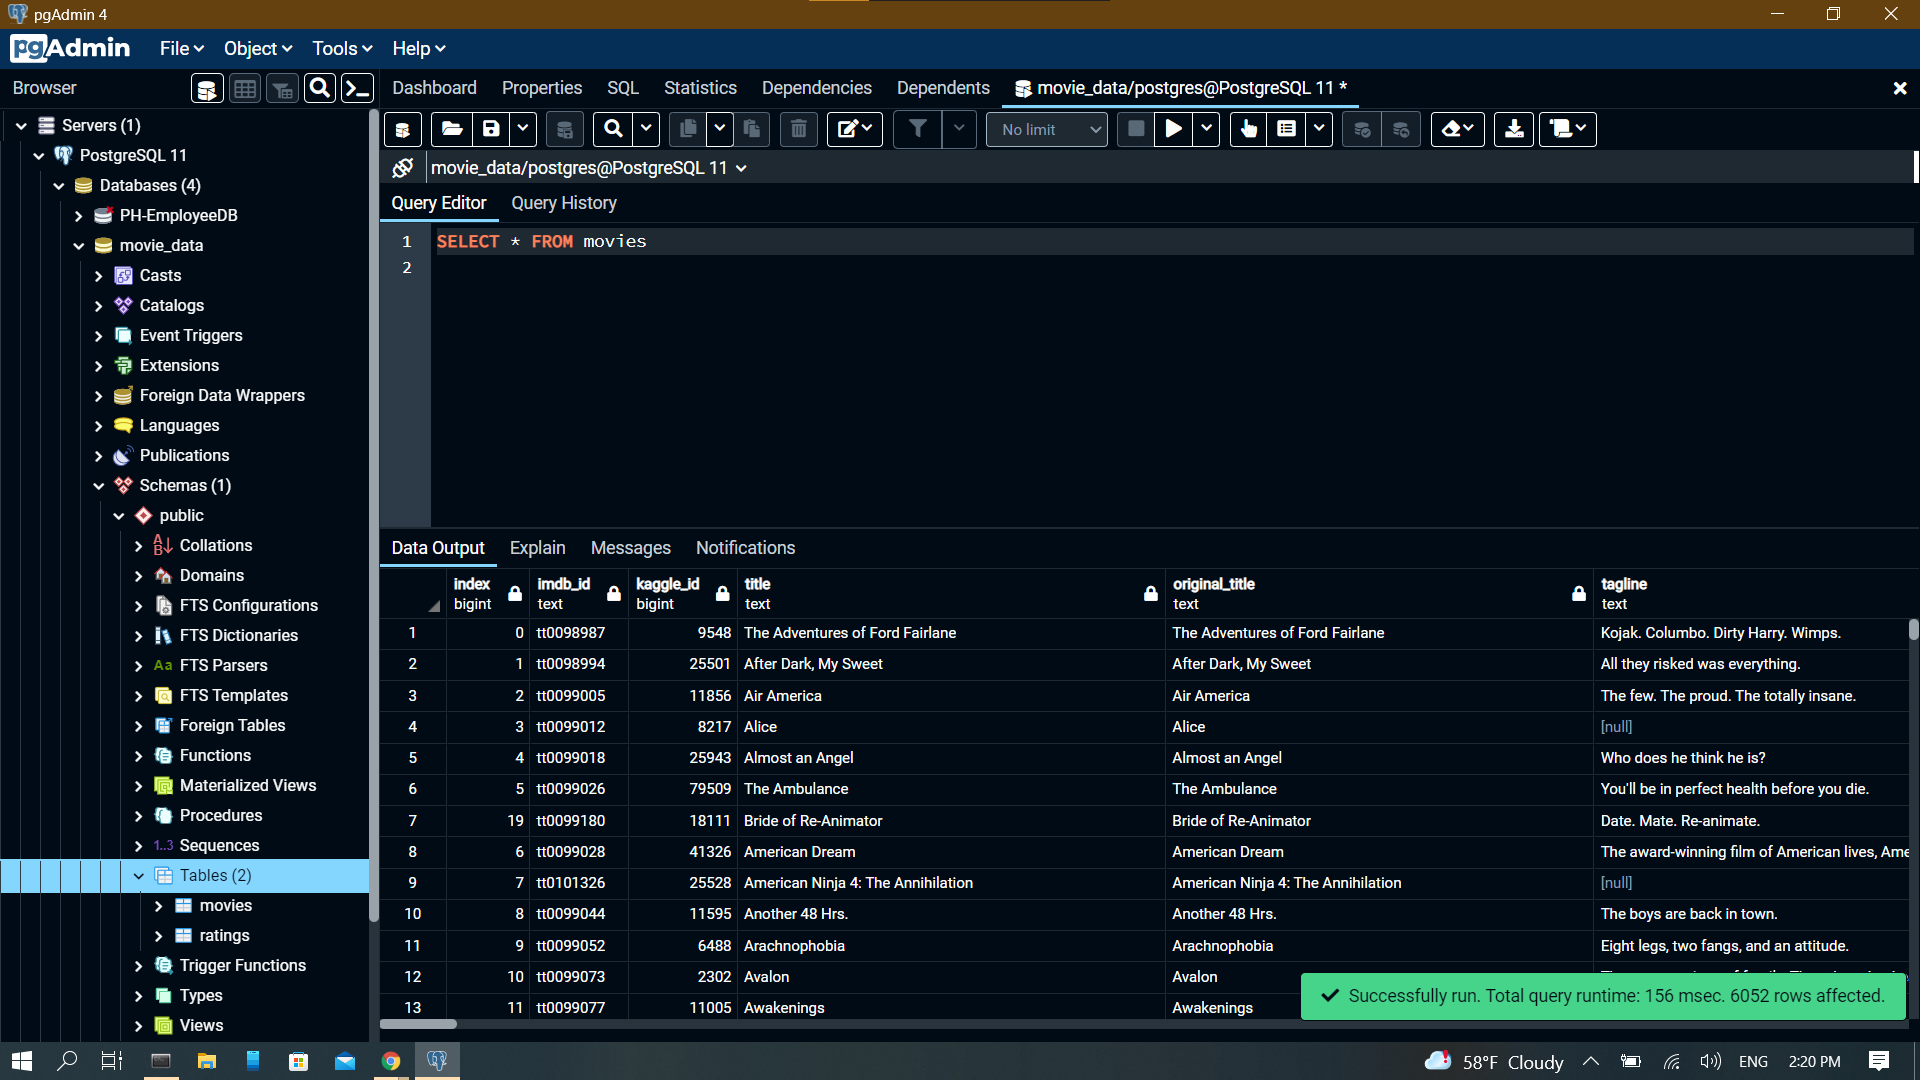 pgAdmin 4
pgAdmin File Object Tools Help
Browser
Dashboard Properties SQL Statistics Dependencies Dependents movie_data/postgres@PostgreSQL 11 *
No limit
movie_data/postgres@PostgreSQL 11
Query Editor Query History
1 SELECT * FROM movies
2
Servers (1)
PostgreSQL 11
Databases (4)
PH-EmployeeDB
movie_data
Casts
Catalogs
Event Triggers
Extensions
Foreign Data Wrappers
Languages
Publications
Schemas (1)
public
Collations
Domains
FTS Configurations
FTS Dictionaries
Aa FTS Parsers
FTS Templates
Foreign Tables
Functions
Materialized Views
Procedures
1..3 Sequences
Tables (2)
movies
ratings
Trigger Functions
Types
Views
Data Output Explain Messages Notifications
index imdb_id kaggle_id title original_title tagline
bigint text bigint text text text
1 0 tt0098987 9548 The Adventures of Ford Fairlane The Adventures of Ford Fairlane Kojak. Columbo. Dirty Harry. Wimps.
2 1 tt0098994 25501 After Dark, My Sweet After Dark, My Sweet All they risked was everything.
3 2 tt0099005 11856 Air America Air America The few. The proud. The totally insane.
4 3 tt0099012 8217 Alice Alice [null]
5 4 tt0099018 25943 Almost an Angel Almost an Angel Who does he think he is?
6 5 tt0099026 79509 The Ambulance The Ambulance You'll be in perfect health before you die.
7 19 tt0099180 18111 Bride of Re-Animator Bride of Re-Animator Date. Mate. Re-animate.
8 6 tt0099028 41326 American Dream American Dream The award-winning film of American lives, Ame
9 7 tt0101326 25528 American Ninja 4: The Annihilation American Ninja 4: The Annihilation [null]
10 8 tt0099044 11595 Another 48 Hrs. Another 48 Hrs. The boys are back in town.
11 9 tt0099052 6488 Arachnophobia Arachnophobia Eight legs, two fangs, and an attitude.
12 10 tt0099073 2302 Avalon Avalon
13 11 tt0099077 11005 Awakenings Awakenings
Successfully run. Total query runtime: 156 msec. 6052 rows affected.
58°F Cloudy ENG 2:20 PM